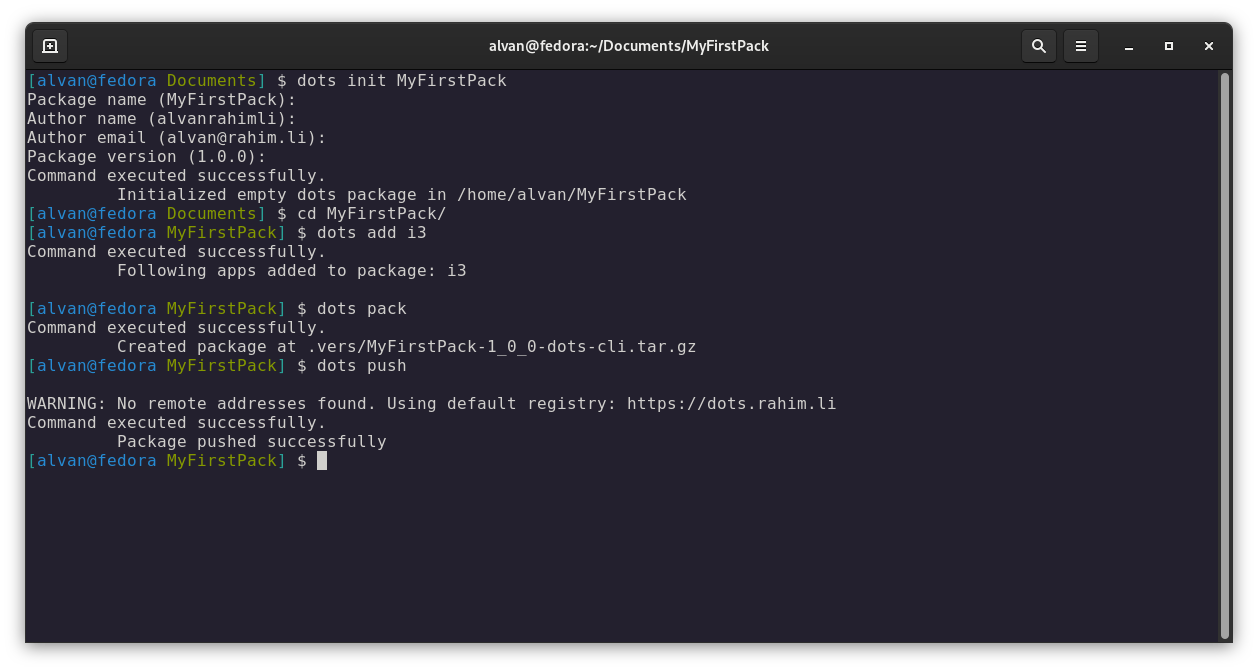 alvan@fedora:~/Documents/MyFirstPack
[alvan@fedora Documents] $ dots init MyFirstPack
Package name (MyFirstPack):
Author name (alvanrahimli):
Author email (alvan@rahim.li):
Package version (1.0.0):
Command executed successfully.
Initialized empty dots package in /home/alvan/MyFirstPack
[alvan@fedora Documents] $ cd MyFirstPack/
[alvan@fedora MyFirstPack] $ dots add i3
Command executed successfully.
Following apps added to package: i3
[alvan@fedora MyFirstPack] $ dots pack
Command executed successfully.
Created package at .vers/MyFirstPack-1_0_0-dots-cli.tar.gz
[alvan@fedora MyFirstPack] $ dots push
WARNING: No remote addresses found. Using default registry: https://dots.rahim.li
Command executed successfully.
Package pushed successfully
[alvan@fedora MyFirstPack] $